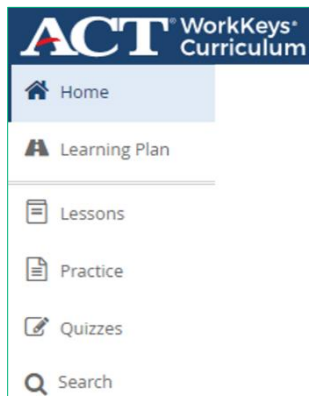 ACT® WorkKeys®
Curriculum
Home
Learning Plan
Lessons
Practice
Quizzes
Search